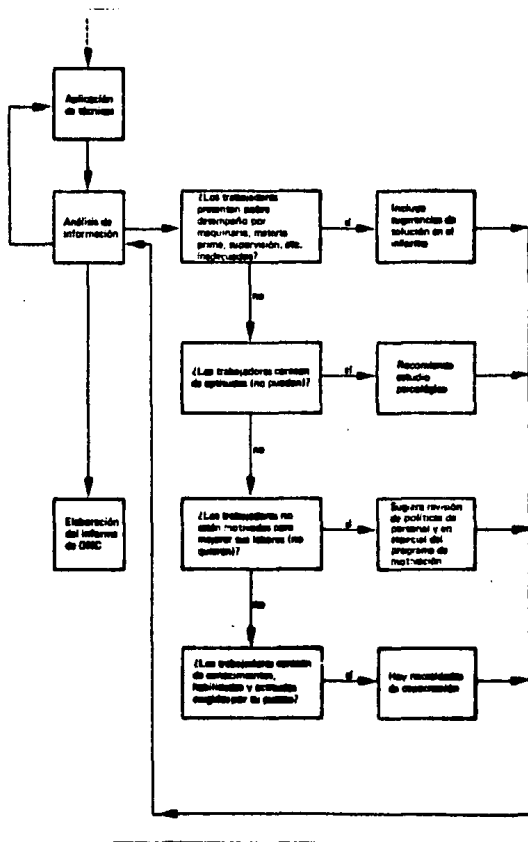 Aplicación
de técnicas
Análisis de
información
¿Los trabajadores
presentan pobre
desempeño por
maquinaria, materia
prima, supervisión, etc.
inadecuados?
sí
Incluya
sugerencias de
solución en el
informe
no
¿Los trabajadores carecen
de aptitudes (no pueden)?
sí
Recomiende
estudio
psicológico
no
Elaboración
del informe
de DNC
¿Los trabajadores no
están motivados para
mejorar sus labores (no
quieren)?
sí
Sugiera revisión
de políticas de
personal y en
especial del
programa de
motivación
no
¿Los trabajadores carecen
de conocimientos,
habilidades y actitudes
exigidos por su puesto?
sí
Hay necesidades
de capacitación